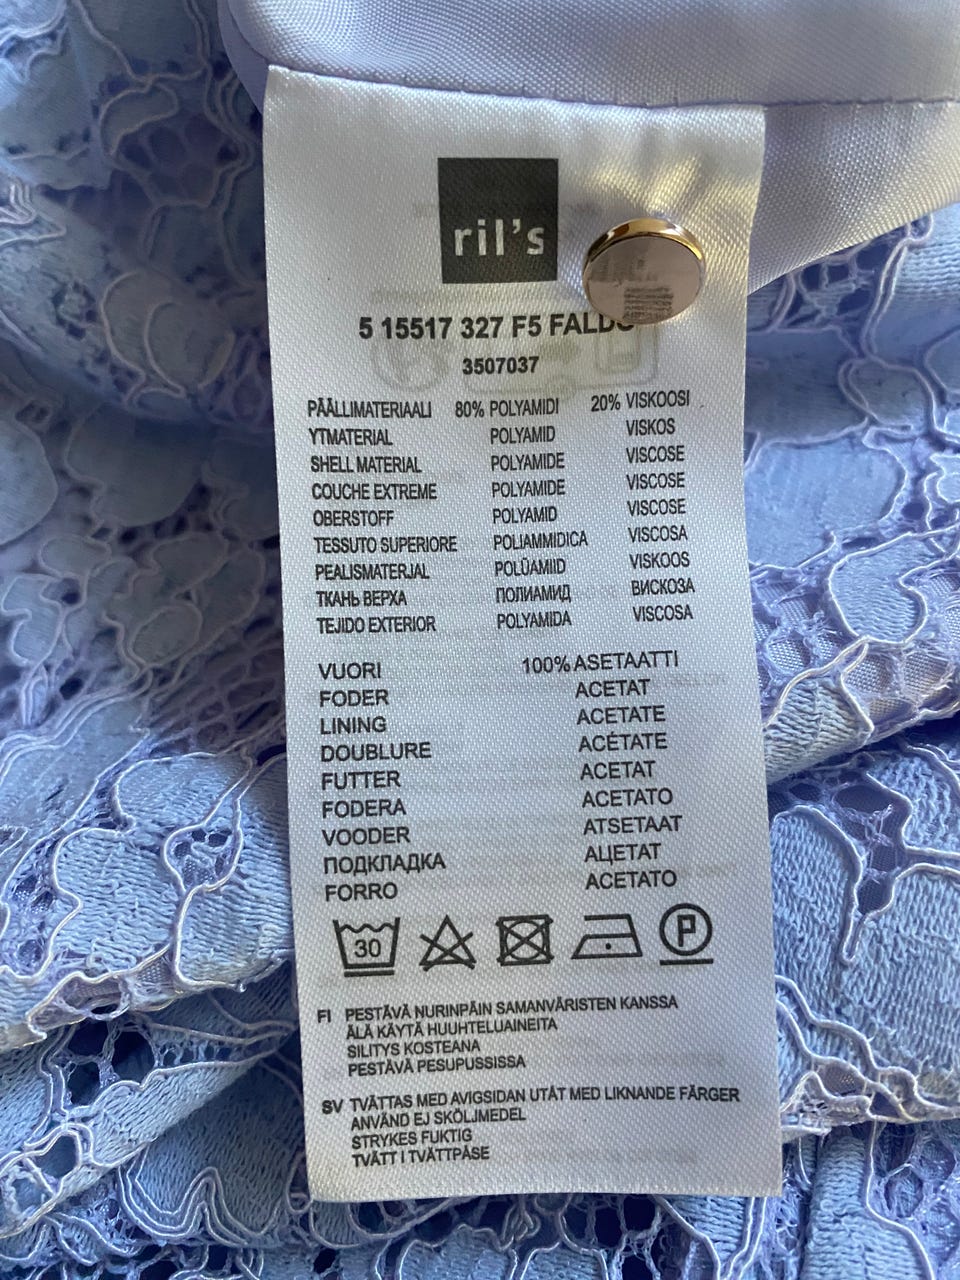 ril's
5 15517 327 F5 FALDO
3507037
PÄÄLLIMATERIAALI 80% POLYAMIDI 20% VISKOOSI
YTMATERIAL POLYAMID VISKOS
SHELL MATERIAL POLYAMIDE VISCOSE
COUCHE EXTREME POLYAMIDE VISCOSE
OBERSTOFF POLYAMID VISCOSE
TESSUTO SUPERIORE POLIAMMIDICA VISCOSA
PEALISMATERJAL POLÜAMIID VISKOOS
ТКАНЬ ВЕРХА ПОЛИАМИД ВИСКОЗА
TEJIDO EXTERIOR POLYAMIDA VISCOSA
VUORI 100% ASETAATTI
FODER ACETAT
LINING ACETATE
DOUBLURE ACÉTATE
FUTTER ACETAT
FODERA ACETATO
VOODER ATSETAAT
ПОДКЛАДКА АЦЕТАТ
FORRO ACETATO
30 P
FI PESTÄVÄ NURINPÄIN SAMANVÄRISTEN KANSSA
ÄLÄ KÄYTÄ HUUHTELUAINEITA
SILITYS KOSTEANA
PESTÄVÄ PESUPUSSISSA
SV TVÄTTAS MED AVIGSIDAN UTÅT MED LIKNANDE FÄRGER
ANVÄND EJ SKÖLJMEDEL
STRYKES FUKTIG
TVÄTT I TVÄTTPÅSE